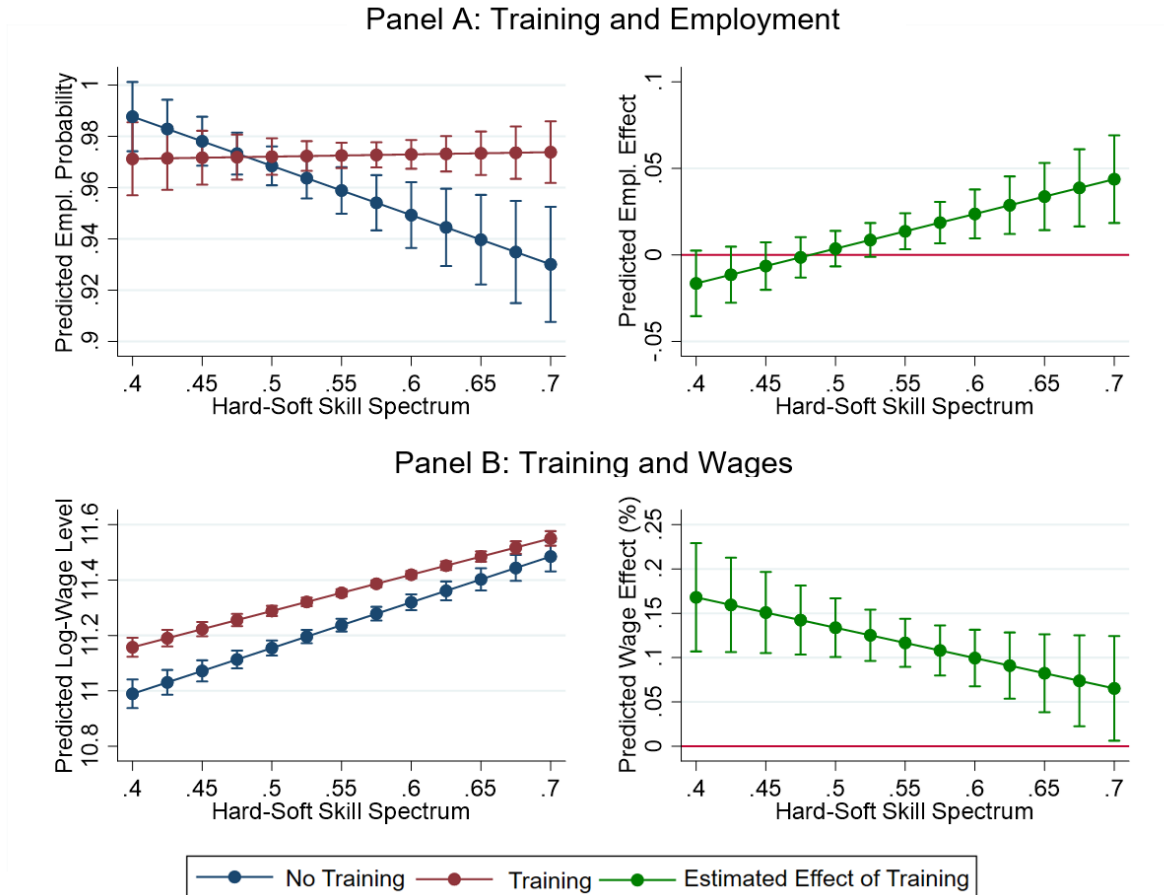 Panel A: Training and Employment
Predicted Empl. Probability
1
.98
.96
.94
.92
.9
.4 .45 .5 .55 .6 .65 .7
Hard-Soft Skill Spectrum
Predicted Empl. Effect
.1
.05
0
-.05
.4 .45 .5 .55 .6 .65 .7
Hard-Soft Skill Spectrum
Panel B: Training and Wages
Predicted Log-Wage Level
11.6
11.4
11.2
11
10.8
.4 .45 .5 .55 .6 .65 .7
Hard-Soft Skill Spectrum
Predicted Wage Effect (%)
.25
.2
.15
.1
.05
0
.4 .45 .5 .55 .6 .65 .7
Hard-Soft Skill Spectrum
No Training Training Estimated Effect of Training